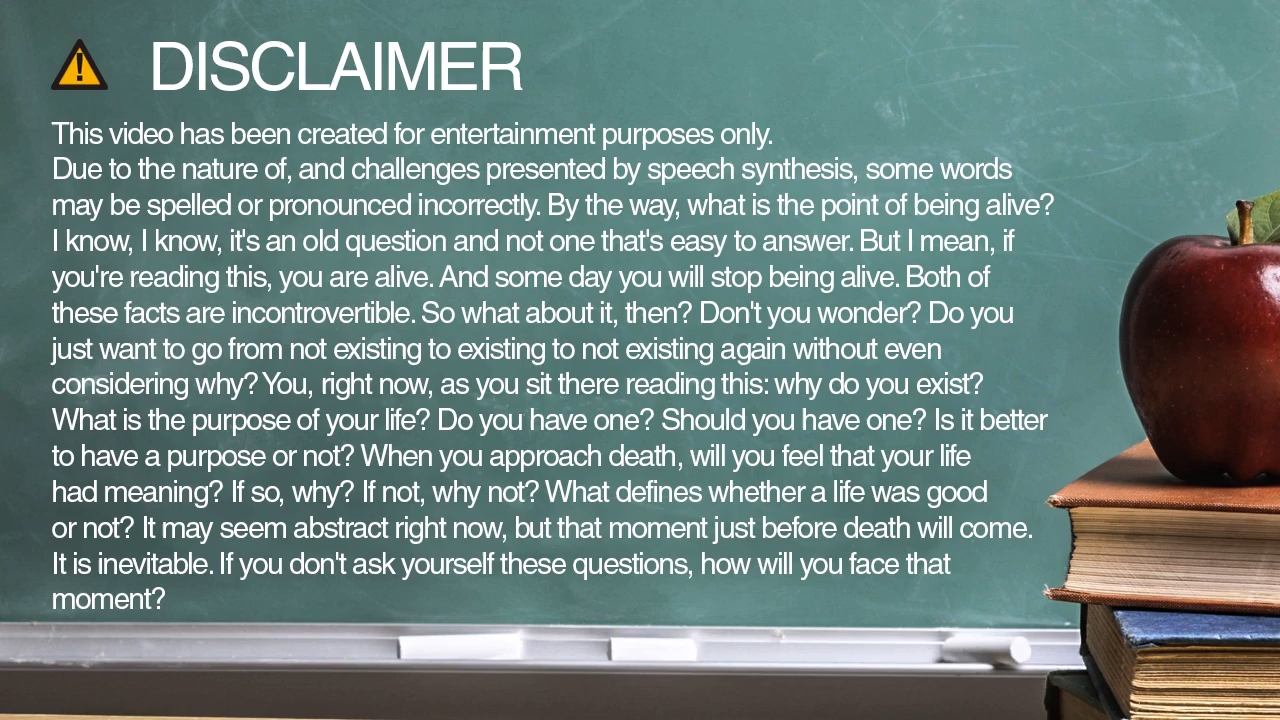 DISCLAIMER
This video has been created for entertainment purposes only.
Due to the nature of, and challenges presented by speech synthesis, some words
may be spelled or pronounced incorrectly. By the way, what is the point of being alive?
I know, I know, it's an old question and not one that's easy to answer. But I mean, if
you're reading this, you are alive. And some day you will stop being alive. Both of
these facts are incontrovertible. So what about it, then? Don't you wonder? Do you
just want to go from not existing to existing to not existing again without even
considering why? You, right now, as you sit there reading this: why do you exist?
What is the purpose of your life? Do you have one? Should you have one? Is it better
to have a purpose or not? When you approach death, will you feel that your life
had meaning? If so, why? If not, why not? What defines whether a life was good
or not? It may seem abstract right now, but that moment just before death will come.
It is inevitable. If you don't ask yourself these questions, how will you face that
moment?